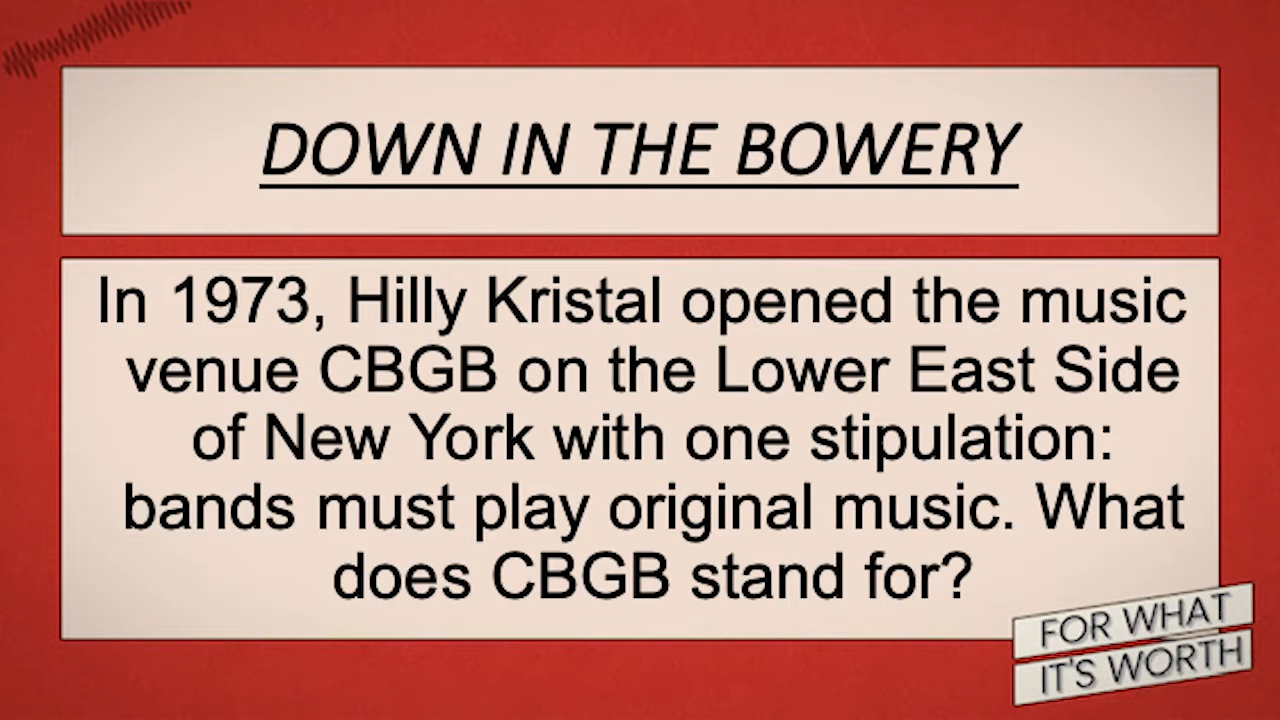 DOWN IN THE BOWERY
In 1973, Hilly Kristal opened the music
venue CBGB on the Lower East Side
of New York with one stipulation:
bands must play original music. What
does CBGB stand for?
FOR WHAT
IT'S WORTH